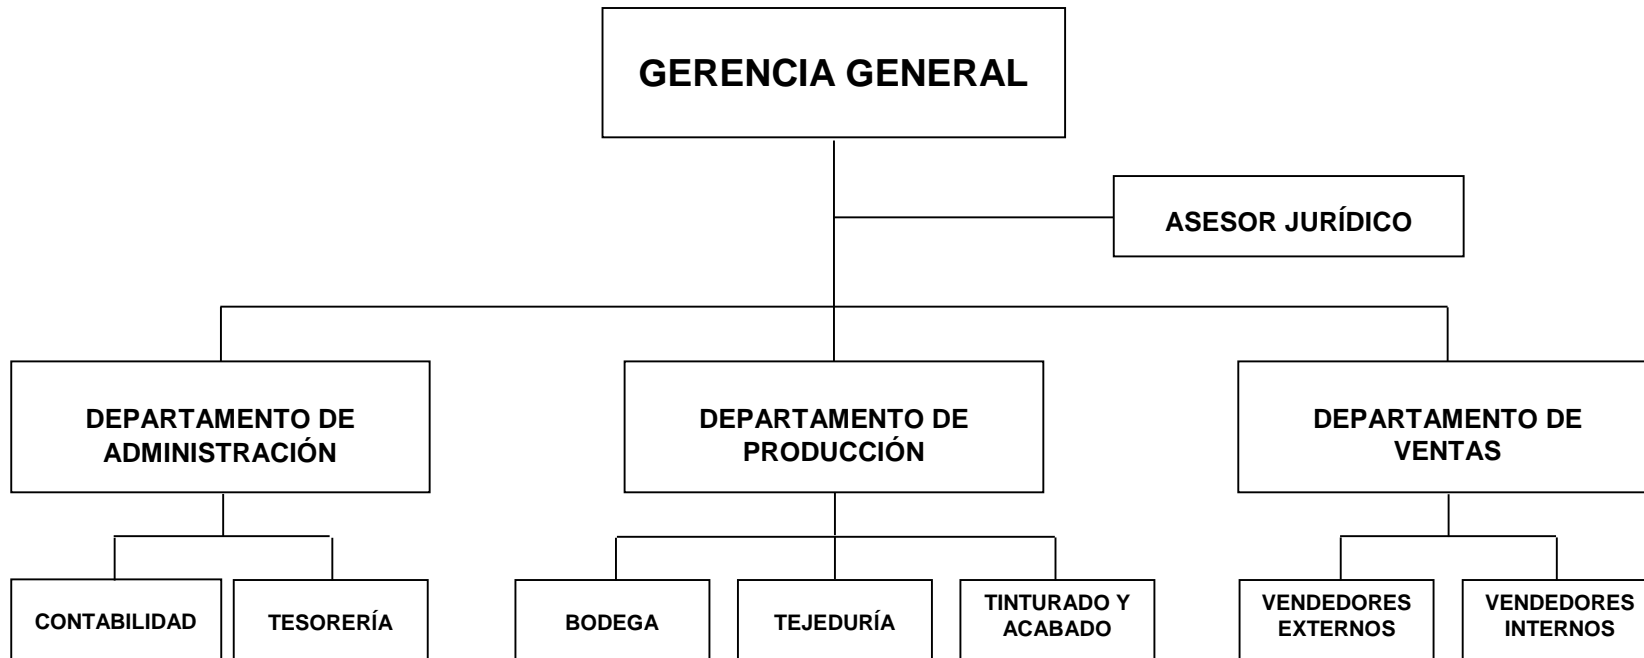 GERENCIA GENERAL
ASESOR JURÍDICO
DEPARTAMENTO DE
ADMINISTRACIÓN
DEPARTAMENTO DE
PRODUCCIÓN
DEPARTAMENTO DE
VENTAS
CONTABILIDAD
TESORERÍA
BODEGA
TEJEDURÍA
TINTURADO Y
ACABADO
VENDEDORES
EXTERNOS
VENDEDORES
INTERNOS